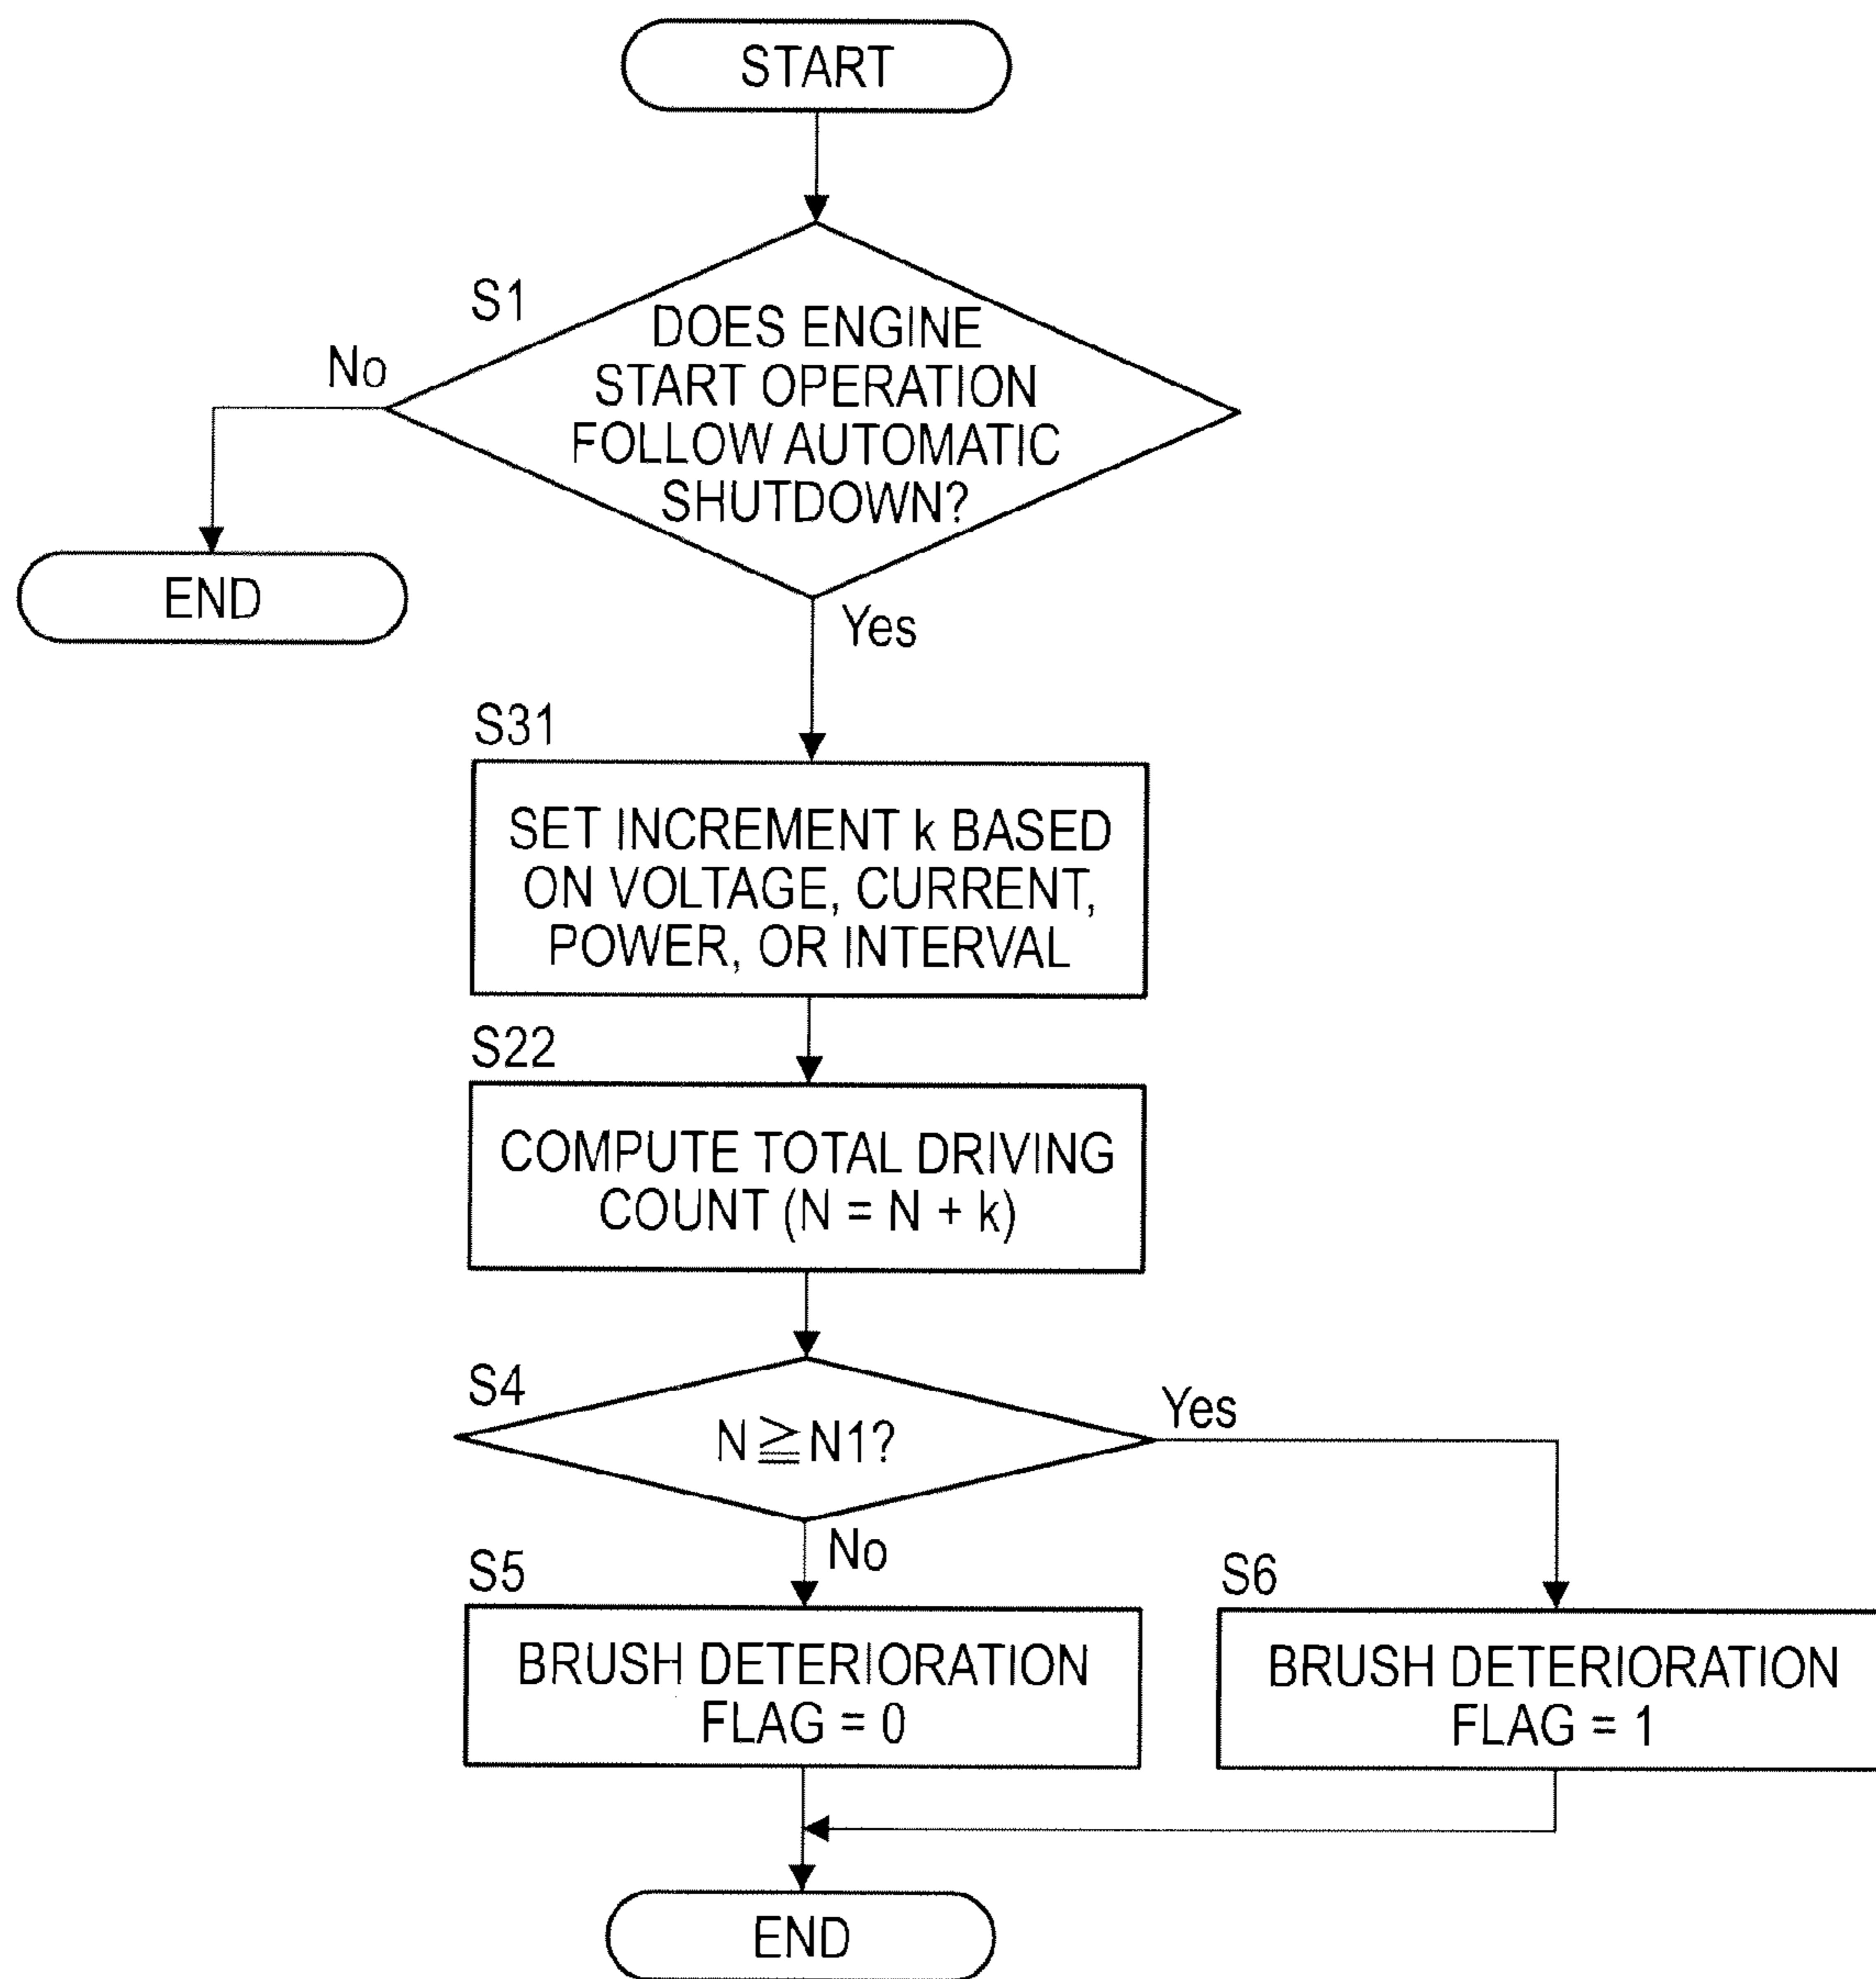 START
S1
DOES ENGINE
START OPERATION
FOLLOW AUTOMATIC
SHUTDOWN?
No
END
Yes
S31
SET INCREMENT k BASED
ON VOLTAGE, CURRENT,
POWER, OR INTERVAL
S22
COMPUTE TOTAL DRIVING
COUNT (N = N + k)
S4
N ≧ N1?
Yes
No
S5
BRUSH DETERIORATION
FLAG = 0
S6
BRUSH DETERIORATION
FLAG = 1
END